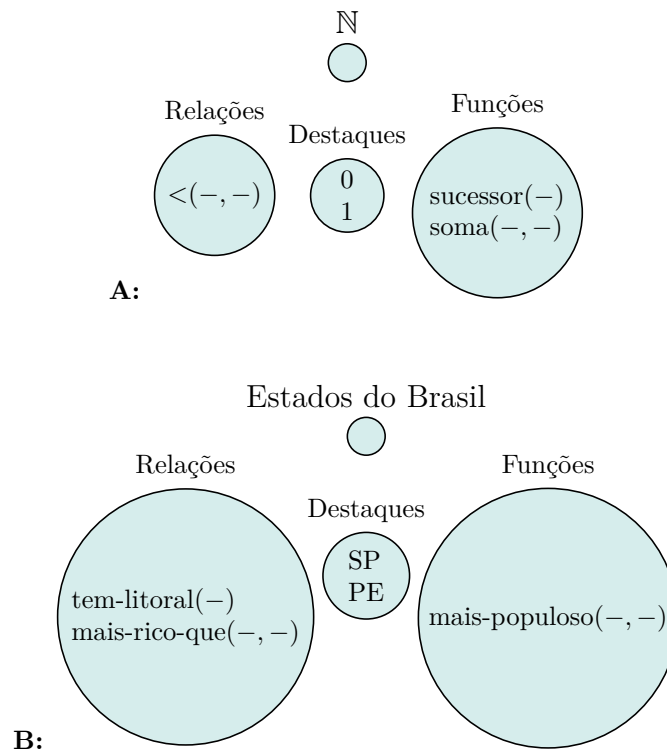 ℕ
Relações
Destaques
Funções
<(−, −)
0
1
sucessor(−)
soma(−, −)
A:
Estados do Brasil
Relações
Destaques
Funções
tem-litoral(−)
mais-rico-que(−, −)
SP
PE
mais-populoso(−, −)
B: